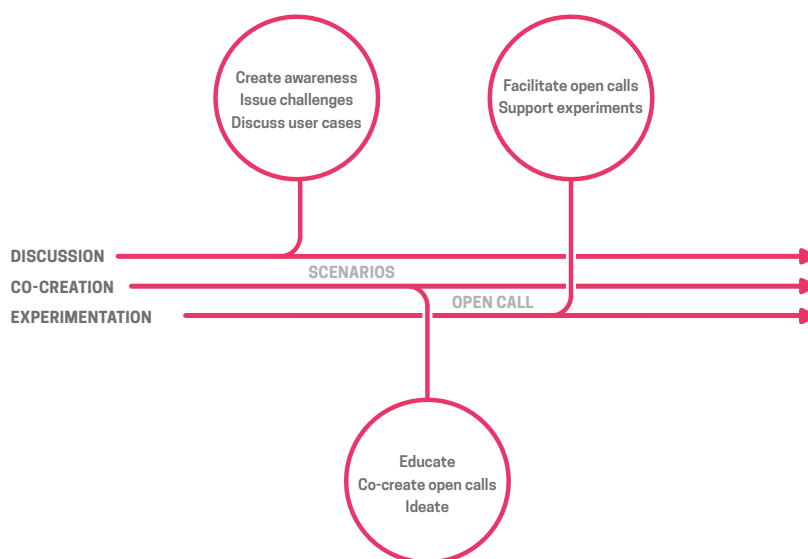 Create awareness
Issue challenges
Discuss user cases
Facilitate open calls
Support experiments
DISCUSSION
SCENARIOS
CO-CREATION
OPEN CALL
EXPERIMENTATION
Educate
Co-create open calls
Ideate